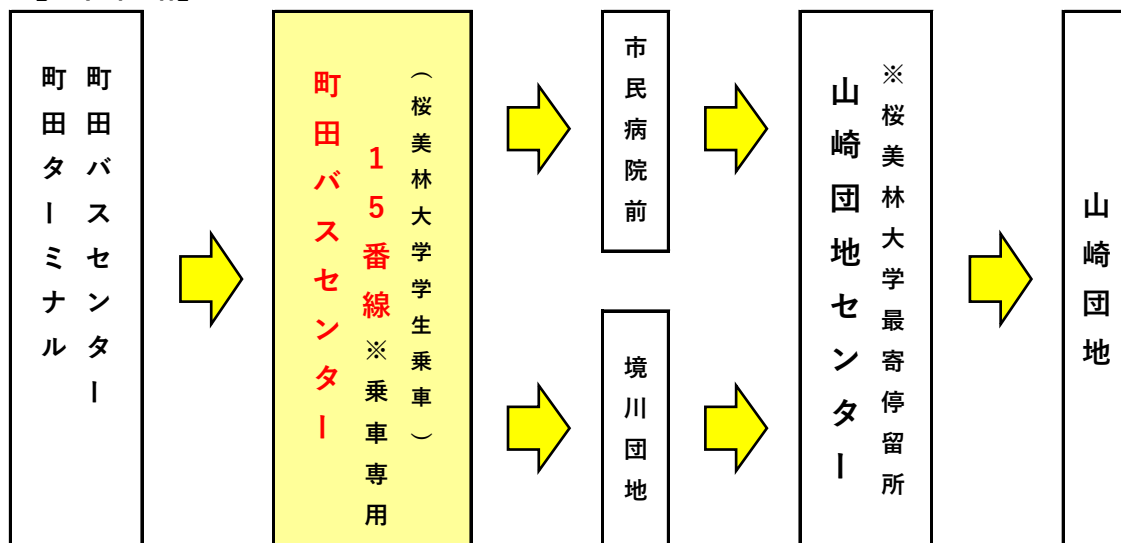 町田バスセンター
町田ターミナル
（桜美林大学学生乗車）
１５番線※乗車専用
町田バスセンター
市民病院前
境川団地
※桜美林大学最寄停留所
山崎団地センター
山崎団地